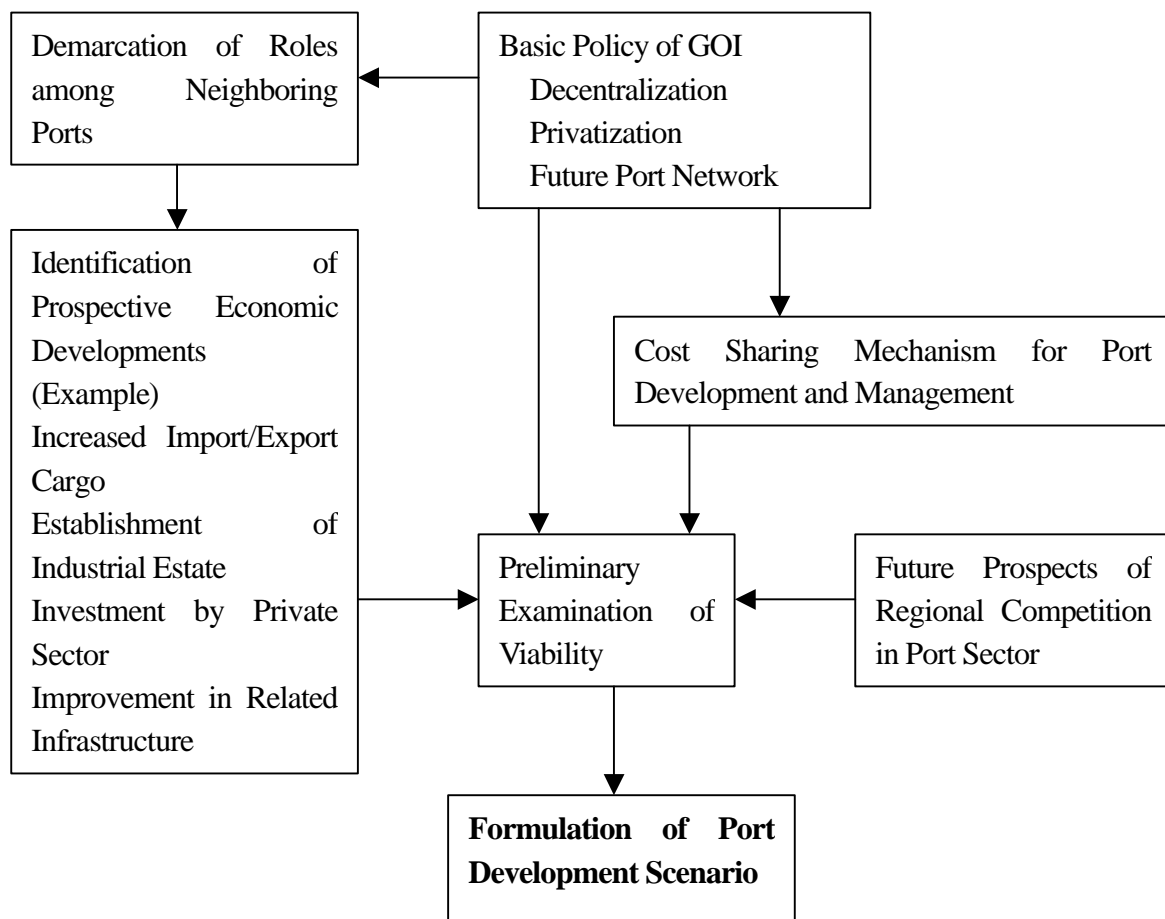 Demarcation of Roles
among Neighboring
Ports
Basic Policy of GOI
Decentralization
Privatization
Future Port Network
Identification of
Prospective Economic
Developments
(Example)
Increased Import/Export
Cargo
Establishment of
Industrial Estate
Investment by Private
Sector
Improvement in Related
Infrastructure
Cost Sharing Mechanism for Port
Development and Management
Preliminary
Examination of
Viability
Future Prospects of
Regional Competition
in Port Sector
Formulation of Port
Development Scenario